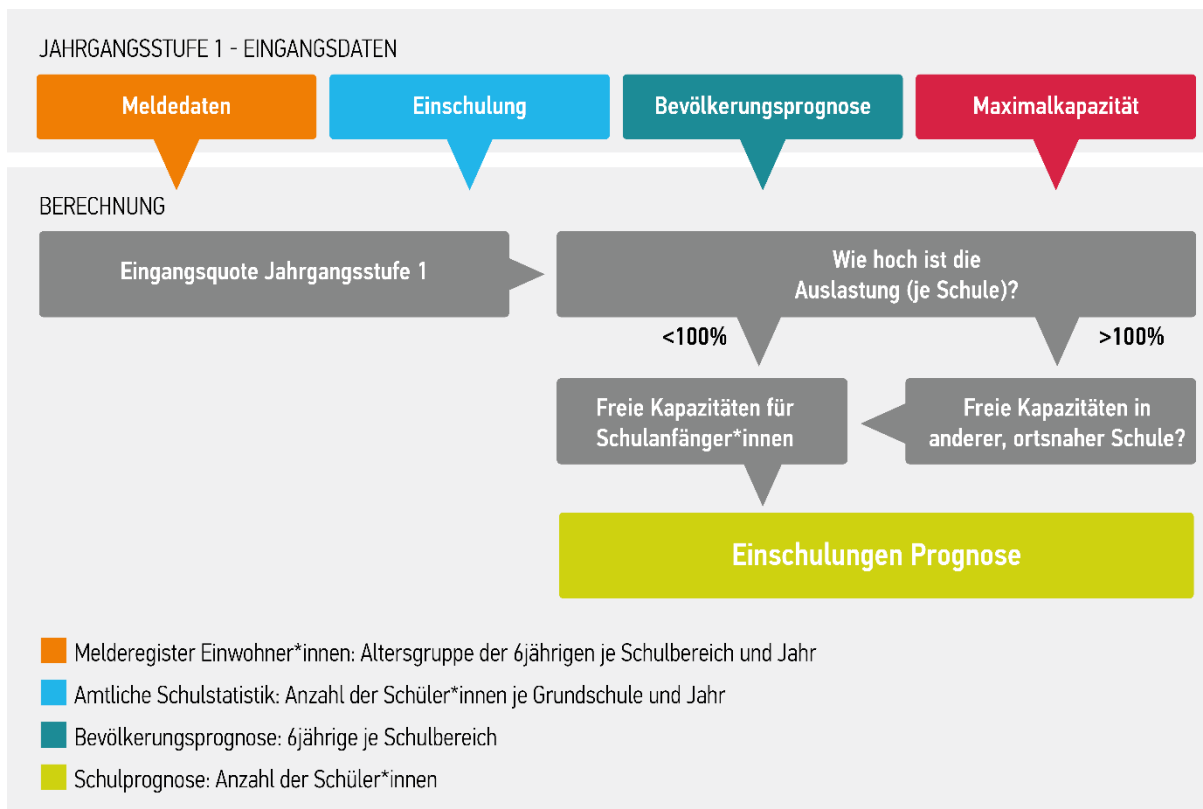 JAHRGANGSSTUFE 1 - EINGANGSDATEN
Meldedaten
Einschulung
Bevölkerungsprognose
Maximalkapazität
BERECHNUNG
Eingangsquote Jahrgangsstufe 1
Wie hoch ist die
Auslastung (je Schule)?
<100%
>100%
Freie Kapazitäten für
Schulanfänger*innen
Freie Kapazitäten in
anderer, ortsnaher Schule?
Einschulungen Prognose
Melderegister Einwohner*innen: Altersgruppe der 6jährigen je Schulbereich und Jahr
Amtliche Schulstatistik: Anzahl der Schüler*innen je Grundschule und Jahr
Bevölkerungsprognose: 6jährige je Schulbereich
Schulprognose: Anzahl der Schüler*innen